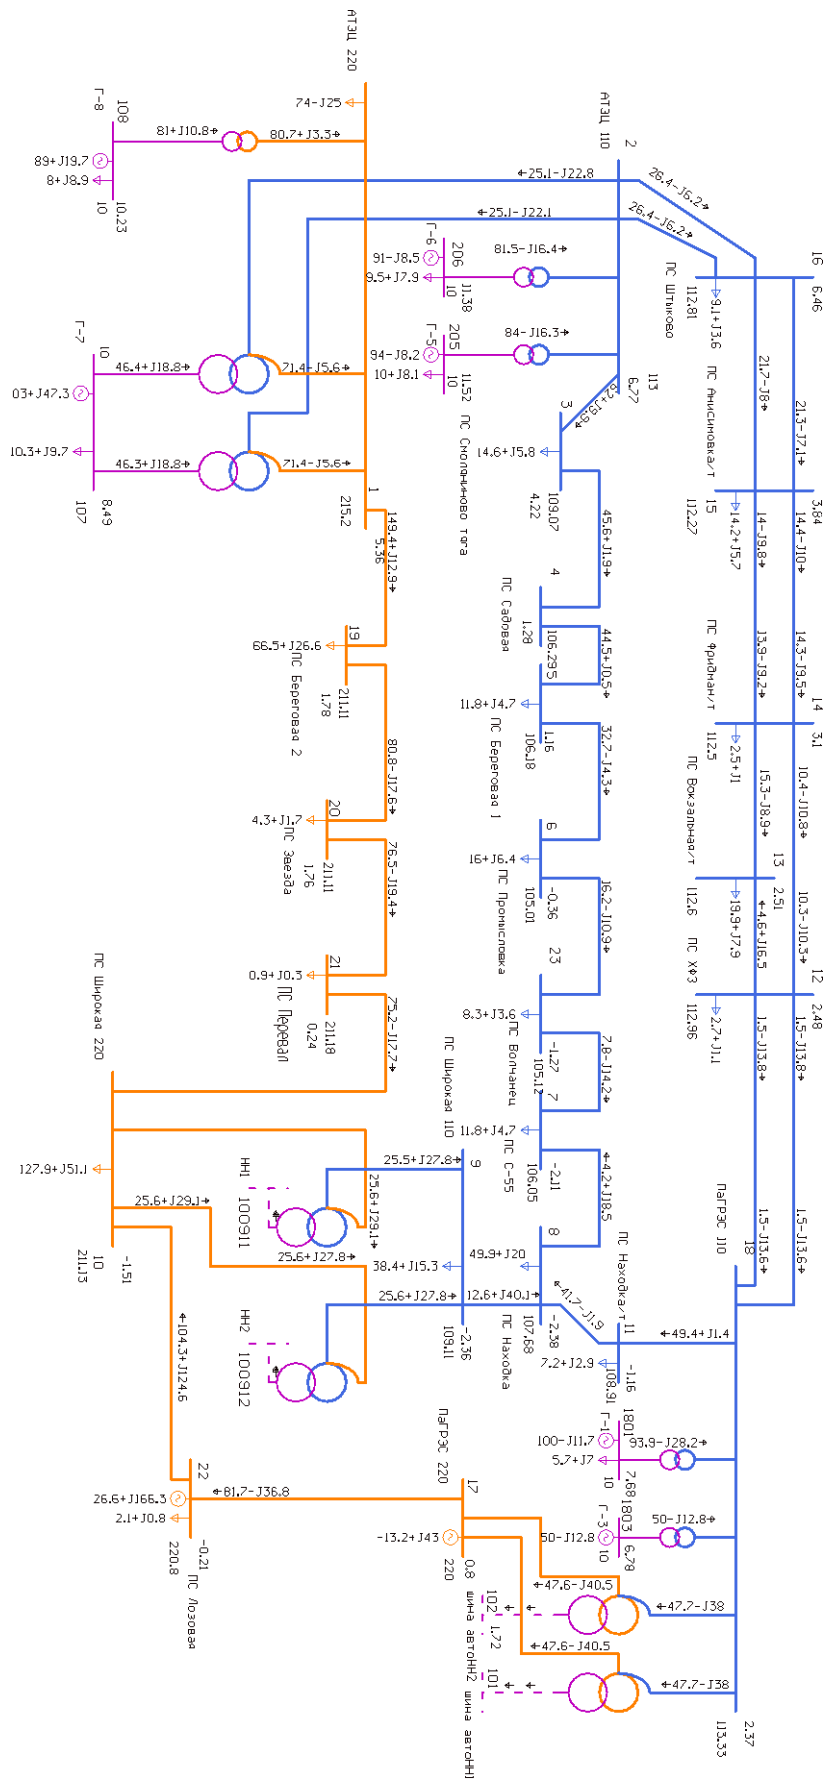 АТЭЦ 220
74-J25
Г-8
108
81+J10.8
80.7+J3.3
89+J19.7
8+J8.9
10
10.23
АТЭЦ 110
2
25.1-J22.8
26.4-J6.2
25.1-J22.1
26.4-J6.2
Г-6
206
81.5-J16.4
91-J8.5
9.5+J7.9
10
11.38
Г-5
205
84-J16.3
94-J8.2
10+J8.1
10
11.52
113
6.77
16
6.46
ПС Штыково
112.81
9.1+J3.6
21.7-J8
21.3-J7.1
Г-7
10
46.4+J18.8
71.4-J5.6
03+J47.3
10.3+J9.7
46.3+J18.8
71.4-J5.6
107
8.49
1
215.2
5.36
149.4+J12.9
62+J9.9
3
14.6+J5.8
109.07
4.22
ПС Смоляниново тяга
45.6+J1.9
ПС Анисимовка/т
15
3.84
112.27
14.2+J5.7
14-J9.8
14.4-J10
4
ПС Садовая
1.28
106.29
44.5+J0.5
5
11.8+J4.7
1.16
106.18
ПС Береговая 1
32.7-J4.3
13.9-J9.2
14.3-J9.5
ПС Фридман/т
14
3.1
112.5
2.5+J1
15.3-J8.9
10.4-J10.8
19
66.5+J26.6
211.11
1.78
ПС Береговая 2
80.8-J17.6
20
4.3+J1.7
211.11
1.76
ПС Звезда
76.5-J19.4
21
0.9+J0.3
211.18
0.24
ПС Перевал
75.2-J17.7
6
16+J6.4
-0.36
105.01
ПС Промысловка
16.2-J10.9
ПС Вокзальная/т
13
2.51
112.6
19.9+J7.9
4.6+J16.5
10.3-J10.3
ПС ХФЗ
12
2.48
112.96
2.7+J1.1
1.5-J13.8
1.5-J13.8
23
8.3+J3.6
-1.27
105.12
ПС Волчанец
7.8-J14.2
7
11.8+J4.7
-2.11
106.05
ПС С-55
4.2+J18.5
ПС Широкая 220
127.9+J51.1
10
211.13
-1.51
НН1
100911
25.5+J27.8
25.6+J29.1
25.6+J29.1
25.6+J27.8
НН2
100912
25.6+J27.8
ПС Широкая 110
9
38.4+J15.3
-2.36
109.11
12.6+J40.1
8
49.9+J20
-2.38
107.68
ПС Находка
41.7-J1.9
ПС Находка/т
11
7.2+J2.9
-1.16
108.91
49.4+J1.4
ПаГРЭС 110
18
1.5-J13.6
1.5-J13.6
104.3+J124.6
22
26.6+J166.3
2.1+J0.8
-0.21
220.8
ПС Лозовая
81.7-J36.8
ПаГРЭС 220
17
-13.2+J43
0.8
220
Г-1
1801
100-J11.7
93.9-J28.2
5.7+J7
10
7.68
Г-3
1803
50-J12.8
50-J12.8
10
6.78
47.6-J40.5
47.7-J38
102
1.72
шина автоНН2
47.6-J40.5
47.7-J38
101
шина автоНН1
2.37
113.33